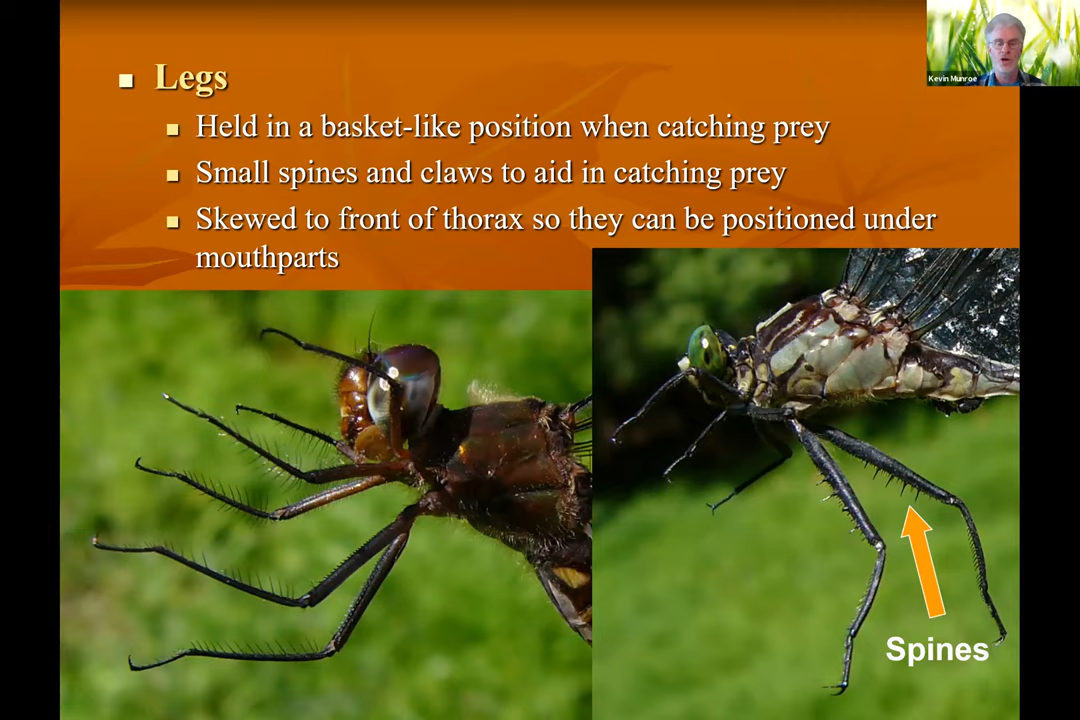 Kevin Munroe
Legs
Held in a basket-like position when catching prey
Small spines and claws to aid in catching prey
Skewed to front of thorax so they can be positioned under
mouthparts
Spines